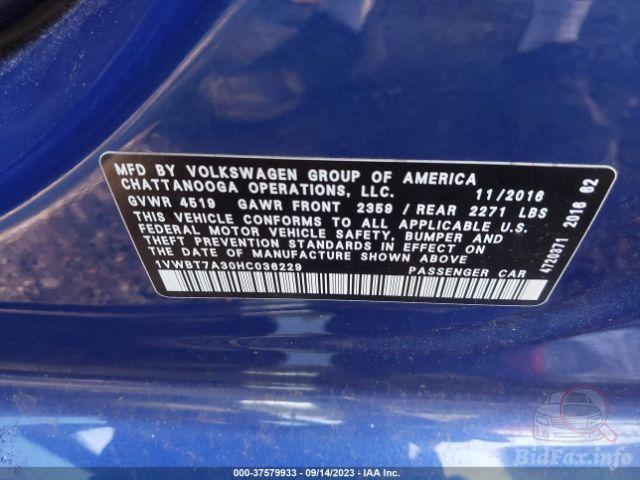 MFD BY VOLKSWAGEN GROUP OF AMERICA
CHATTANOOGA OPERATIONS, LLC. 11/2016
GVWR 4519 GAWR FRONT 2359 / REAR 2271 LBS
THIS VEHICLE CONFORMS TO ALL APPLICABLE U.S.
FEDERAL MOTOR VEHICLE SAFETY, BUMPER AND
THEFT PREVENTION STANDARDS IN EFFECT ON
THE DATE OF MANUFACTURE SHOWN ABOVE
1VWBT7A30HC036229 PASSENGER CAR
4720371 2016 62
000-37579933 - 09/14/2023 - IAA Inc.
BidFax.info